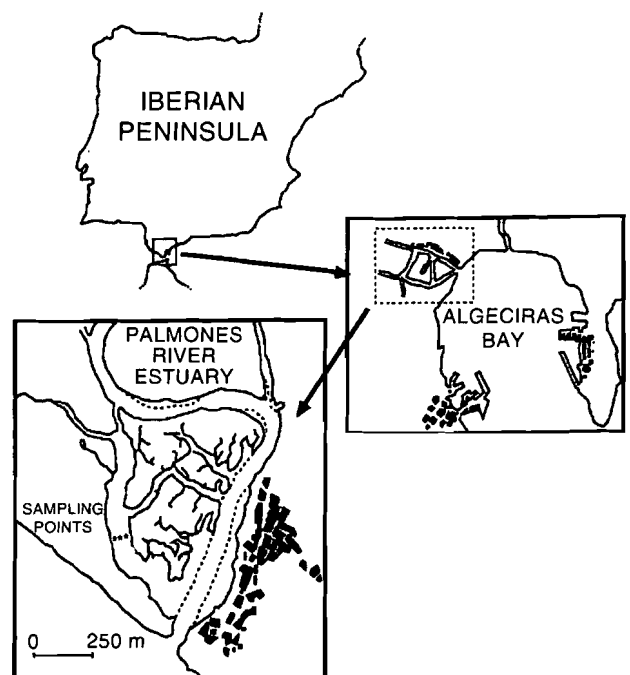 IBERIAN
PENINSULA
ALGECIRAS
BAY
PALMONES
RIVER
ESTUARY
SAMPLING
POINTS
0 250 m